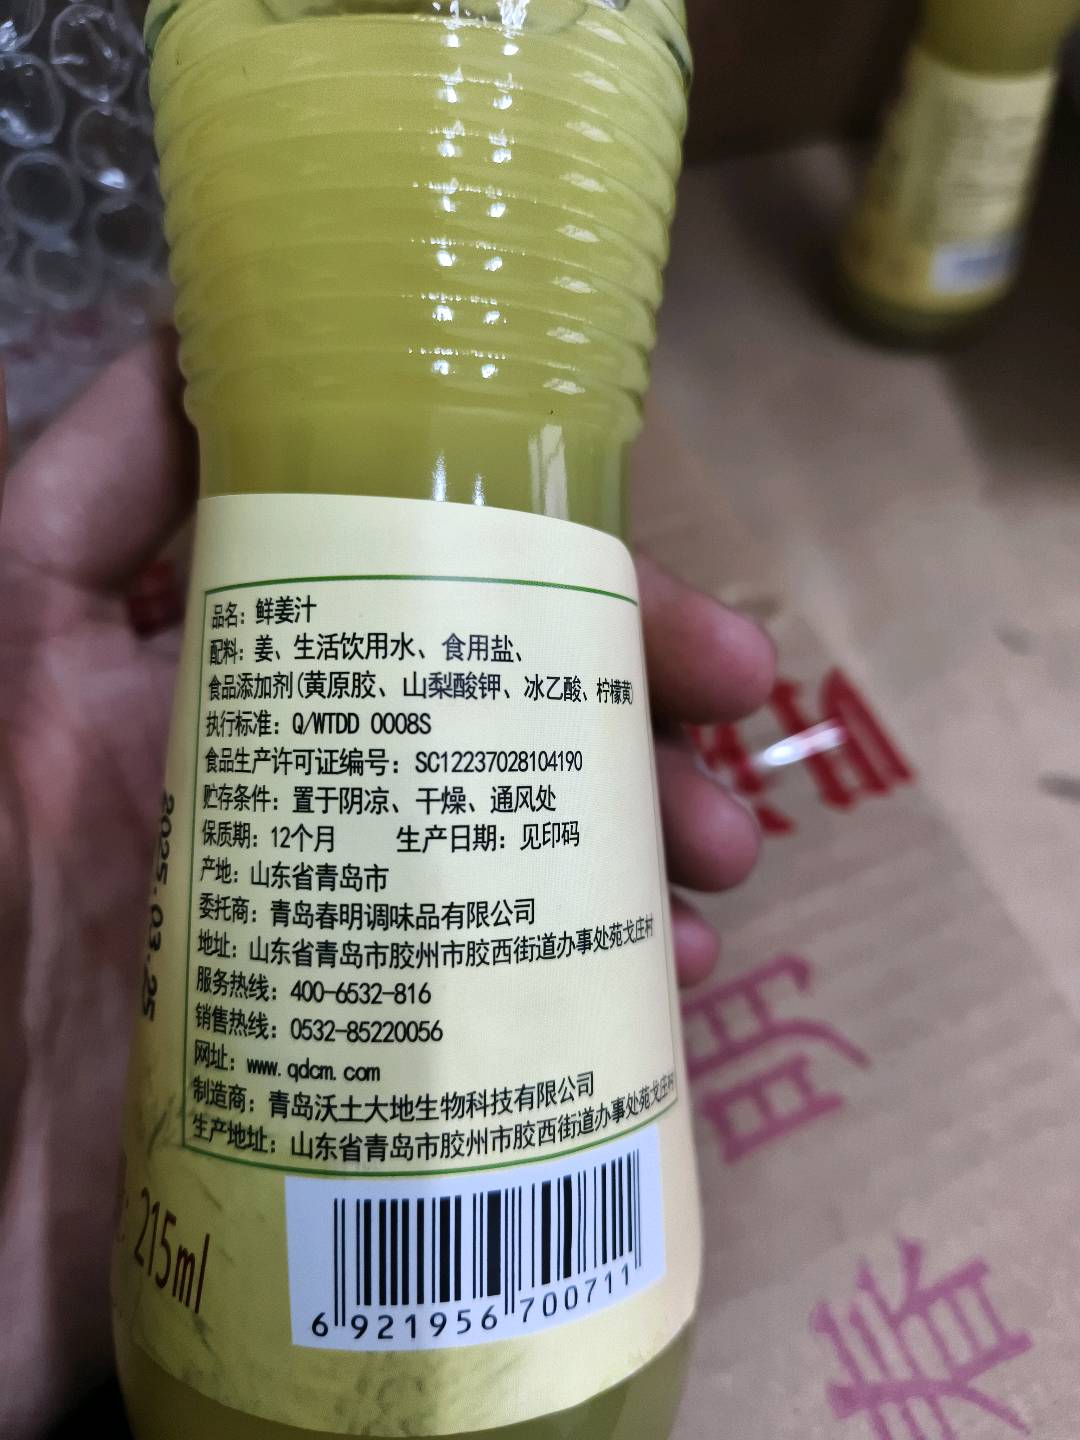 品名：鲜姜汁
配料：姜、生活饮用水、食用盐、
食品添加剂(黄原胶、山梨酸钾、冰乙酸、柠檬黄)
执行标准：Q/WTDD 0008S
食品生产许可证编号：SC12237028104190
贮存条件：置于阴凉、干燥、通风处
保质期：12个月 生产日期：见印码
产地：山东省青岛市
委托商：青岛春明调味品有限公司
地址：山东省青岛市胶州市胶西街道办事处苑戈庄村
服务热线：400-6532-816
销售热线：0532-85220056
网址：www.qdcm.com
制造商：青岛沃土大地生物科技有限公司
生产地址：山东省青岛市胶州市胶西街道办事处苑戈庄村
6 921956 700711
2025.03.25
215ml
明
春